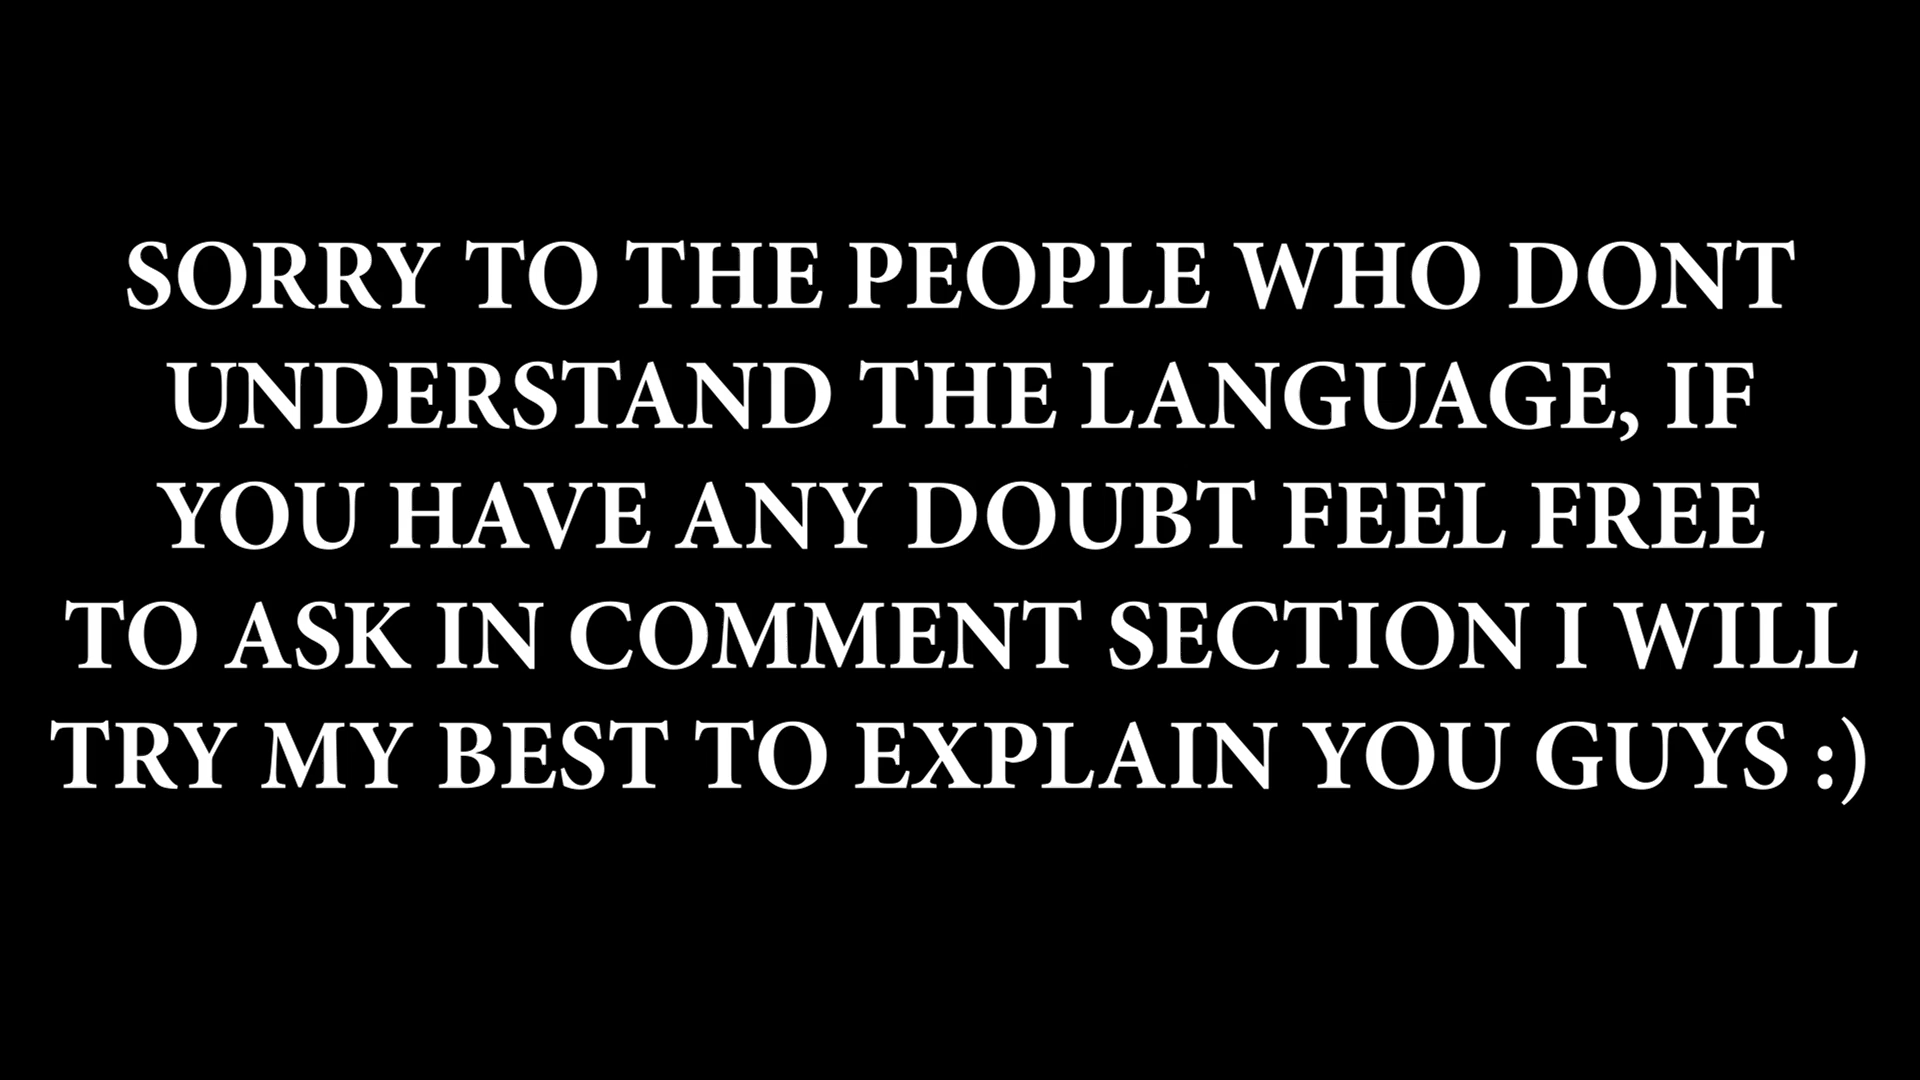 SORRY TO THE PEOPLE WHO DONT
UNDERSTAND THE LANGUAGE, IF
YOU HAVE ANY DOUBT FEEL FREE
TO ASK IN COMMENT SECTION I WILL
TRY MY BEST TO EXPLAIN YOU GUYS :)